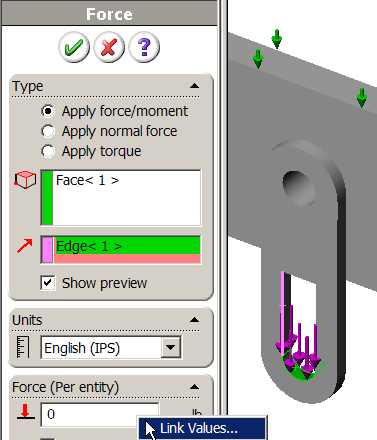 Force
?
Type
Apply force/moment
Apply normal force
Apply torque
Face< 1 >
Edge< 1 >
Show preview
Units
English (IPS)
Force (Per entity)
0
lb
Link Values...